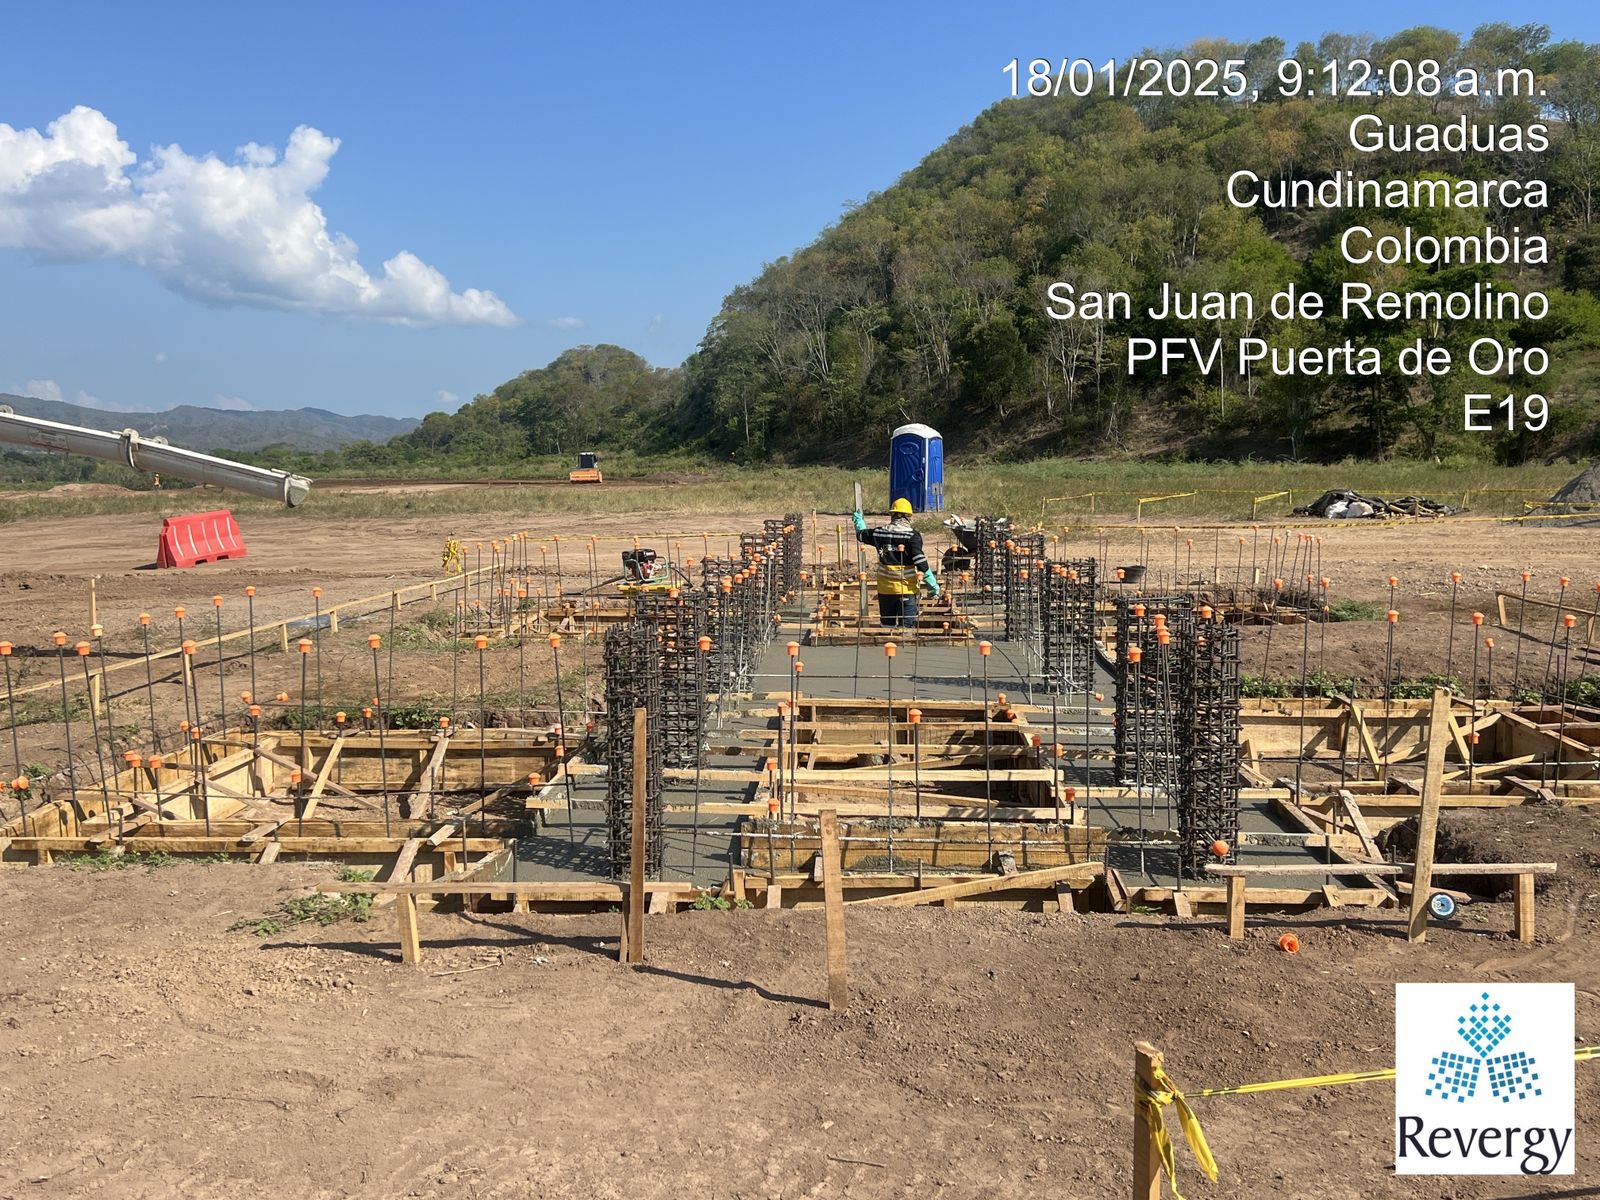 18/01/2025, 9:12:08 a.m.
Guaduas
Cundinamarca
Colombia
San Juan de Remolino
PFV Puerta de Oro
E19
Revergy